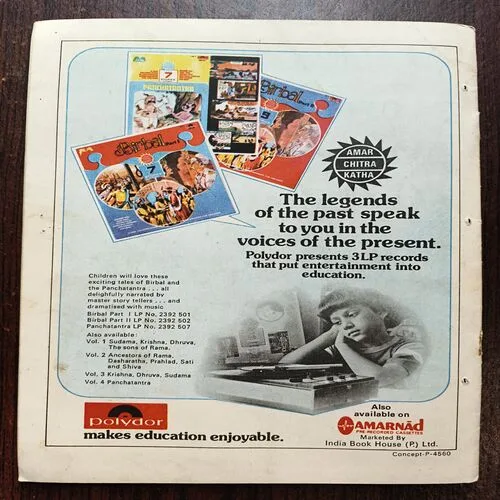 7
PANCHATANTRA
Birbal
Birbal
AMAR
CHITRA
KATHA
The legends
of the past speak
to you in the
voices of the present.
Polydor presents 3 LP records
that put entertainment into
education.
Children will love these
exciting tales of Birbal and
the Panchatantra . . . all
delightfully narrated by
master story tellers . . . and
dramatised with music
Birbal Part I LP No. 2392 501
Birbal Part II LP No. 2392 502
Panchatantra LP No. 2392 507
Also available:
Vol. 1 Sudama, Krishna, Dhruva,
The sons of Rama.
Vol. 2 Ancestors of Rama,
Dasharatha, Prahlad, Sati
and Shiva
Vol. 3 Krishna, Dhruva, Sudama
Vol. 4 Panchatantra
polydor
makes education enjoyable.
Also
available on
AMARNĀD
PRE-RECORDED CASSETTES
Marketed By
India Book House (P.) Ltd.
Concept-P-4560